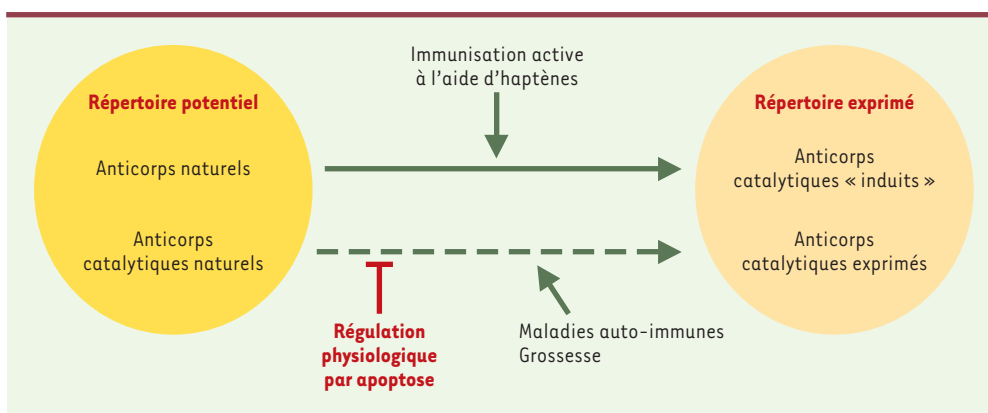 Immunisation active
à l'aide d'haptènes
Répertoire potentiel
Anticorps naturels
Anticorps
catalytiques naturels
Répertoire exprimé
Anticorps
catalytiques « induits »
Anticorps
catalytiques exprimés
Régulation
physiologique
par apoptose
Maladies auto-immunes
Grossesse